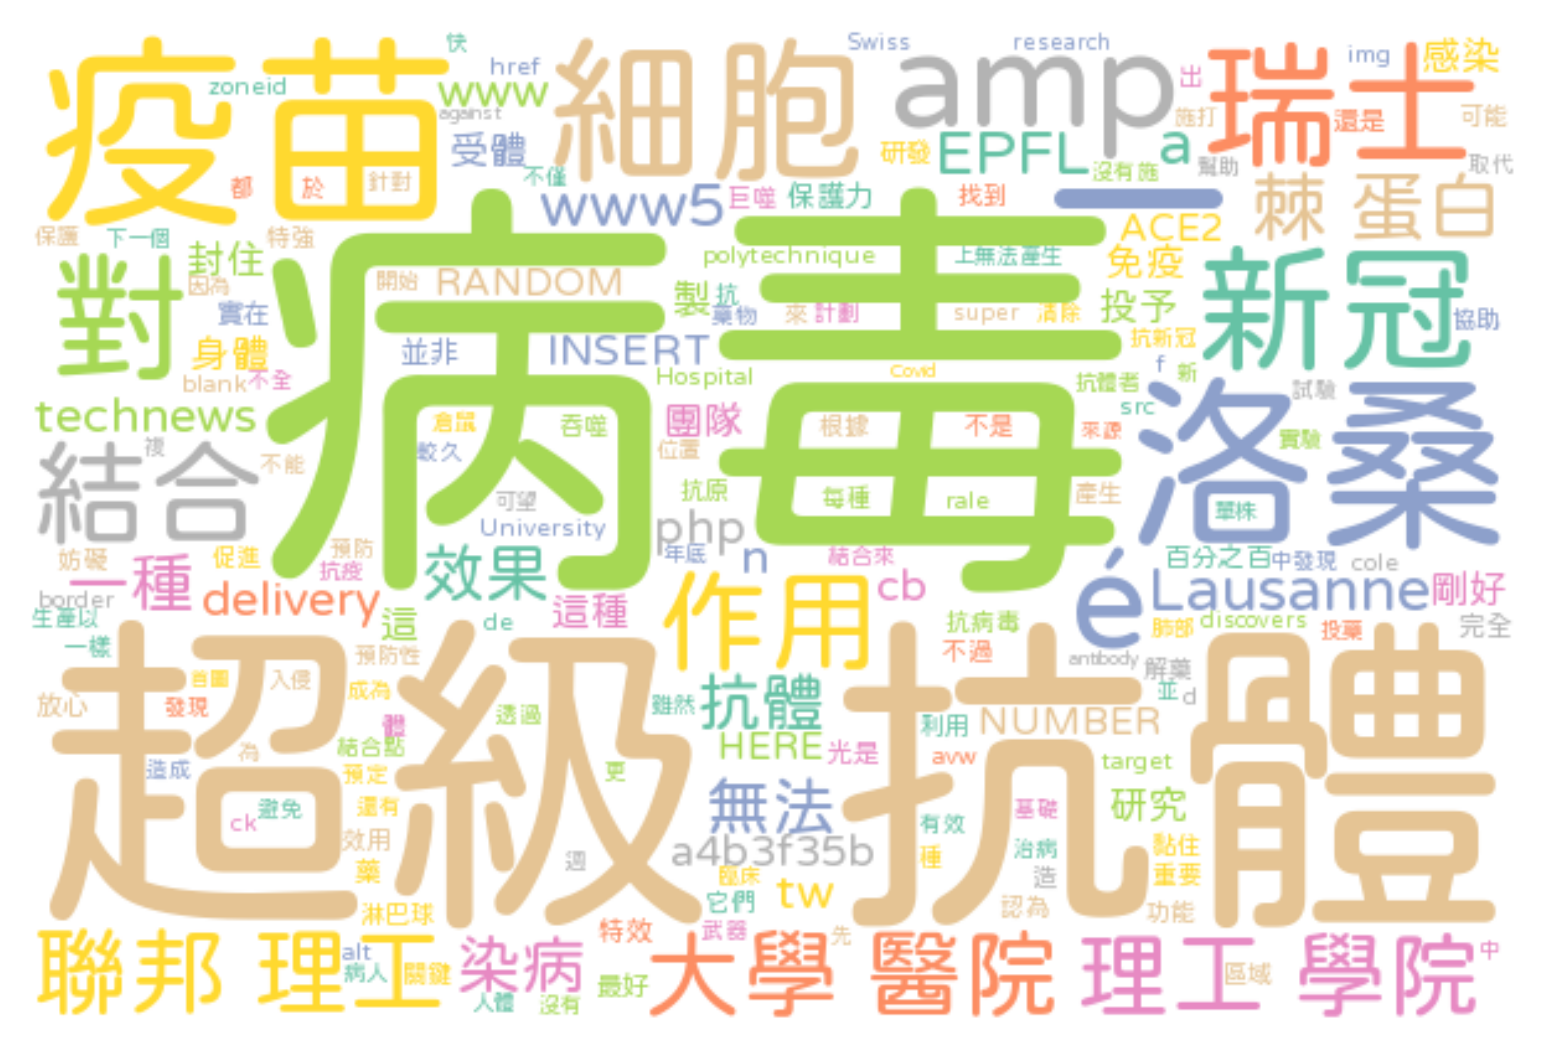 疫苗 快 zoneid href www against 細胞 Swiss research amp 出 瑞士 img 感染
都 於 針對 受體 不僅 研發 EPFL a 沒有施 施打 幫助 還是 可能 取代
保護 下一個 特強 www5 巨噬 保護力 找到 一 棘 蛋白
對 封住 因為 病毒 polytechnique 上無法產生 ACE2 免疫 新冠
開始 RANDOM 製 抗 藥物 來 計劃 super 清除 投予 協助
實在 身體 並非 INSERT 抗新冠 f 新
blank 不全 Hospital Covid 抗體者 src 試驗 洛桑
technews 倉鼠 吞噬 團隊 根據 不是 來源 實驗
結合 複 不能 較久 位置 抗原 每種 rale 產生 單株
可望 University php
妨礙 一種 促進 預防 抗疫 效果 年底 n 結合來 百分之百 中發現 cole
border delivery 這種 作用 cb é Lausanne 剛好
生產以 一樣 這 de 抗病毒 肺部 discovers 投藥 完全
超級 預防性 不過 antibody 解藥 抗體
放心 發現 首圖 入侵 成為 體 透過 雖然 抗體 利用 NUMBER 並 d
為 結合點 HERE 光是 avw target
造成 預定 更 無法 研究
ck 避免 還有 有效 基礎
效用 週 a4b3f35b 種 治病 黏住
藥 臨床 tw 造 重要
淋巴球 它們 認為 功能
聯邦 理工 alt 病人 關鍵 染病 特效 武器 先 大學 醫院 理工 區域 學院 中
人體 沒有 最好